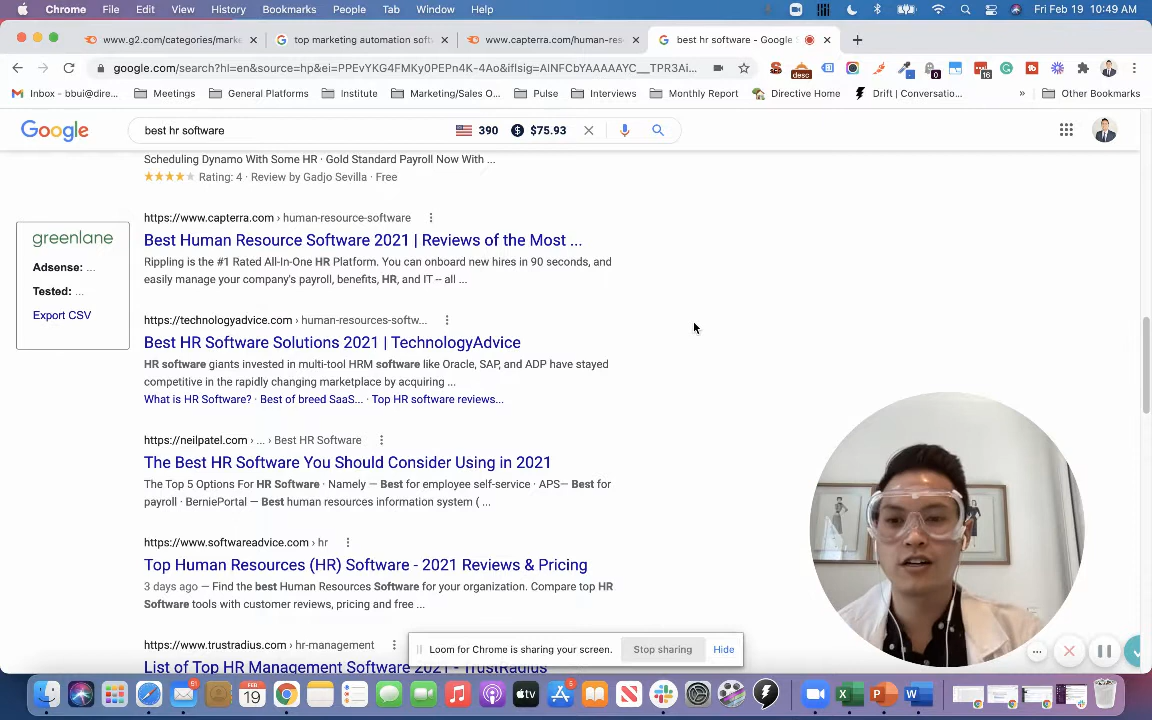 Chrome File Edit View History Bookmarks People Tab Window Help Fri Feb 19 10:49 AM
www.g2.com/categories/marke top marketing automation soft www.capterra.com/human-res best hr software - Google
google.com/search?hl=en&source=hp&ei=PPEvYKG4FMKy0PEPn4K-4Ao&iflsig=AINFCbYAAAAAYC__TPR3Ai...
desc
16
Inbox - bbui@dire... Meetings General Platforms Institute Marketing/Sales O... Pulse Interviews Monthly Report Directive Home Drift | Conversatio... » Other Bookmarks
Google best hr software 390 $75.93
Scheduling Dynamo With Some HR · Gold Standard Payroll Now With ...
Rating: 4 · Review by Gadjo Sevilla · Free
greenlane
Adsense: ...
Tested: ...
Export CSV
https://www.capterra.com › human-resource-software
Best Human Resource Software 2021 | Reviews of the Most ...
Rippling is the #1 Rated All-In-One HR Platform. You can onboard new hires in 90 seconds, and
easily manage your company's payroll, benefits, HR, and IT -- all ...
https://technologyadvice.com › human-resources-softw...
Best HR Software Solutions 2021 | TechnologyAdvice
HR software giants invested in multi-tool HRM software like Oracle, SAP, and ADP have stayed
competitive in the rapidly changing marketplace by acquiring ...
What is HR Software? · Best of breed SaaS... · Top HR software reviews...
https://neilpatel.com › ... › Best HR Software
The Best HR Software You Should Consider Using in 2021
The Top 5 Options For HR Software · Namely — Best for employee self-service · APS— Best for
payroll · BerniePortal — Best human resources information system ( ...
https://www.softwareadvice.com › hr
Top Human Resources (HR) Software - 2021 Reviews & Pricing
3 days ago — Find the best Human Resources Software for your organization. Compare top HR
Software tools with customer reviews, pricing and free ...
https://www.trustradius.com › hr-management
List of Top HR Management Software 2021 - TrustRadius
Loom for Chrome is sharing your screen. Stop sharing Hide
FEB
19
tv